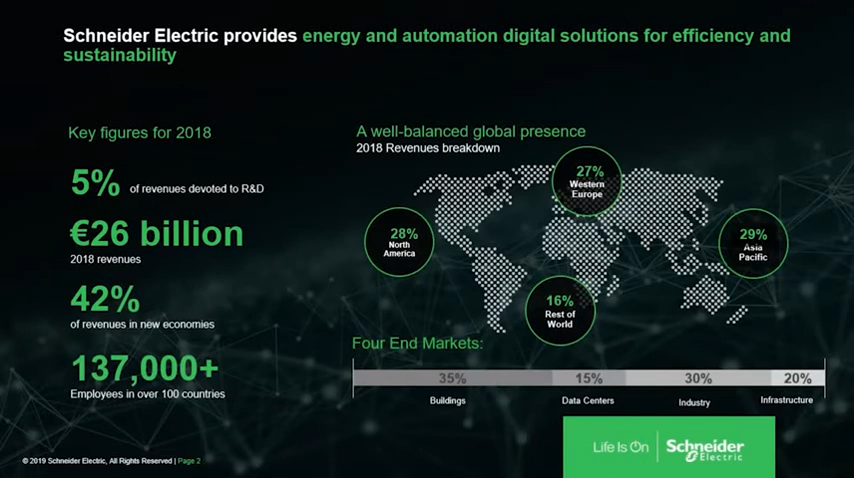 Schneider Electric provides energy and automation digital solutions for efficiency and
sustainability
Key figures for 2018
5% of revenues devoted to R&D
€26 billion
2018 revenues
42%
of revenues in new economies
137,000+
Employees in over 100 countries
A well-balanced global presence
2018 Revenues breakdown
27%
Western
Europe
28%
North
America
29%
Asia
Pacific
16%
Rest of
World
Four End Markets:
35% 15% 30% 20%
Buildings Data Centers Industry Infrastructure
Life Is On | Schneider
Electric
© 2019 Schneider Electric, All Rights Reserved | Page 2